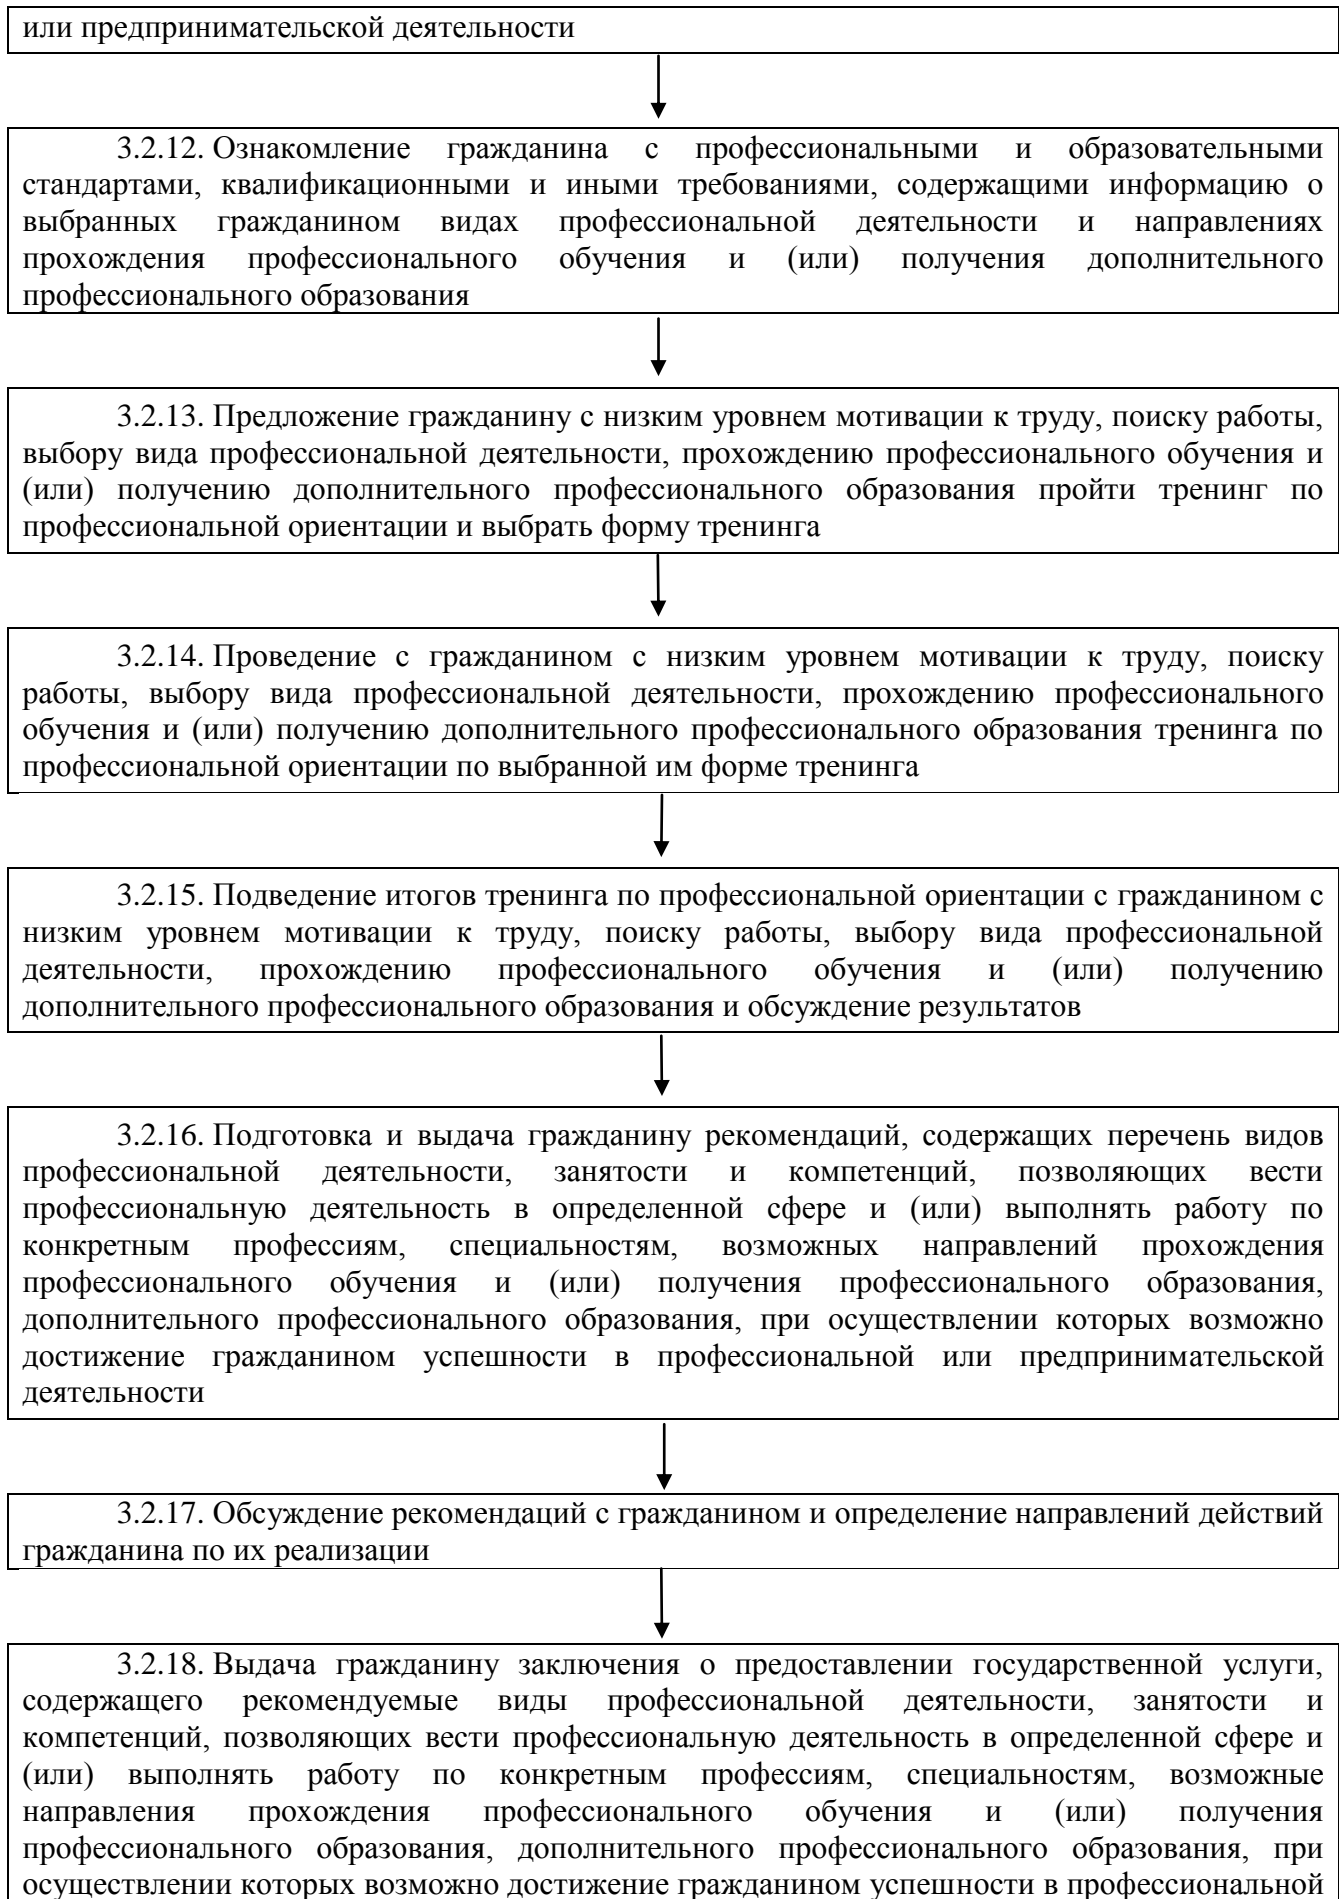 или предпринимательской деятельности
3.2.12. Ознакомление гражданина с профессиональными и образовательными
стандартами, квалификационными и иными требованиями, содержащими информацию о
выбранных гражданином видах профессиональной деятельности и направлениях
прохождения профессионального обучения и (или) получения дополнительного
профессионального образования
3.2.13. Предложение гражданину с низким уровнем мотивации к труду, поиску работы,
выбору вида профессиональной деятельности, прохождению профессионального обучения и
(или) получению дополнительного профессионального образования пройти тренинг по
профессиональной ориентации и выбрать форму тренинга
3.2.14. Проведение с гражданином с низким уровнем мотивации к труду, поиску
работы, выбору вида профессиональной деятельности, прохождению профессионального
обучения и (или) получению дополнительного профессионального образования тренинга по
профессиональной ориентации по выбранной им форме тренинга
3.2.15. Подведение итогов тренинга по профессиональной ориентации с гражданином с
низким уровнем мотивации к труду, поиску работы, выбору вида профессиональной
деятельности, прохождению профессионального обучения и (или) получению
дополнительного профессионального образования и обсуждение результатов
3.2.16. Подготовка и выдача гражданину рекомендаций, содержащих перечень видов
профессиональной деятельности, занятости и компетенций, позволяющих вести
профессиональную деятельность в определенной сфере и (или) выполнять работу по
конкретным профессиям, специальностям, возможных направлений прохождения
профессионального обучения и (или) получения профессионального образования,
дополнительного профессионального образования, при осуществлении которых возможно
достижение гражданином успешности в профессиональной или предпринимательской
деятельности
3.2.17. Обсуждение рекомендаций с гражданином и определение направлений действий
гражданина по их реализации
3.2.18. Выдача гражданину заключения о предоставлении государственной услуги,
содержащего рекомендуемые виды профессиональной деятельности, занятости и
компетенций, позволяющих вести профессиональную деятельность в определенной сфере и
(или) выполнять работу по конкретным профессиям, специальностям, возможные
направления прохождения профессионального обучения и (или) получения
профессионального образования, дополнительного профессионального образования, при
осуществлении которых возможно достижение гражданином успешности в профессиональной